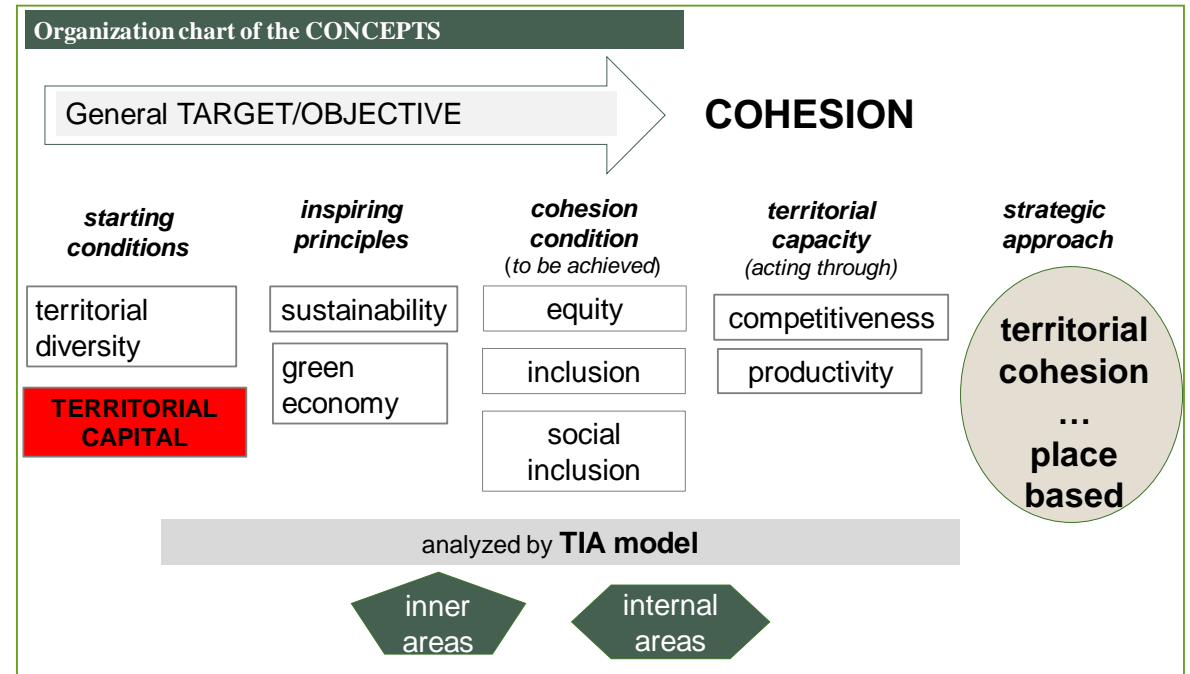 Organization chart of the CONCEPTS
General TARGET/OBJECTIVE
COHESION
starting
conditions
inspiring
principles
cohesion
condition
(to be achieved)
territorial
capacity
(acting through)
strategic
approach
territorial
diversity
TERRITORIAL
CAPITAL
sustainability
green
economy
equity
inclusion
social
inclusion
competitiveness
productivity
territorial
cohesion
…
place
based
analyzed by TIA model
inner
areas
internal
areas